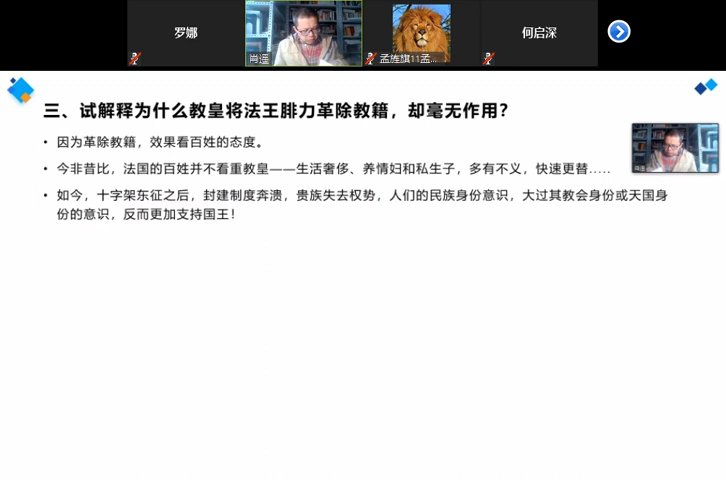 罗娜
肖遥
孟旌旗11孟...
何启深
三、试解释为什么教皇将法王腓力革除教籍，却毫无作用？
• 因为革除教籍，效果看百姓的态度。
• 今非昔比，法国的百姓并不看重教皇——生活奢侈、养情妇和私生子，多有不义，快速更替.....
• 如今，十字架东征之后，封建制度奔溃，贵族失去权势，人们的民族身份意识，大过其教会身份或天国身
份的意识，反而更加支持国王！